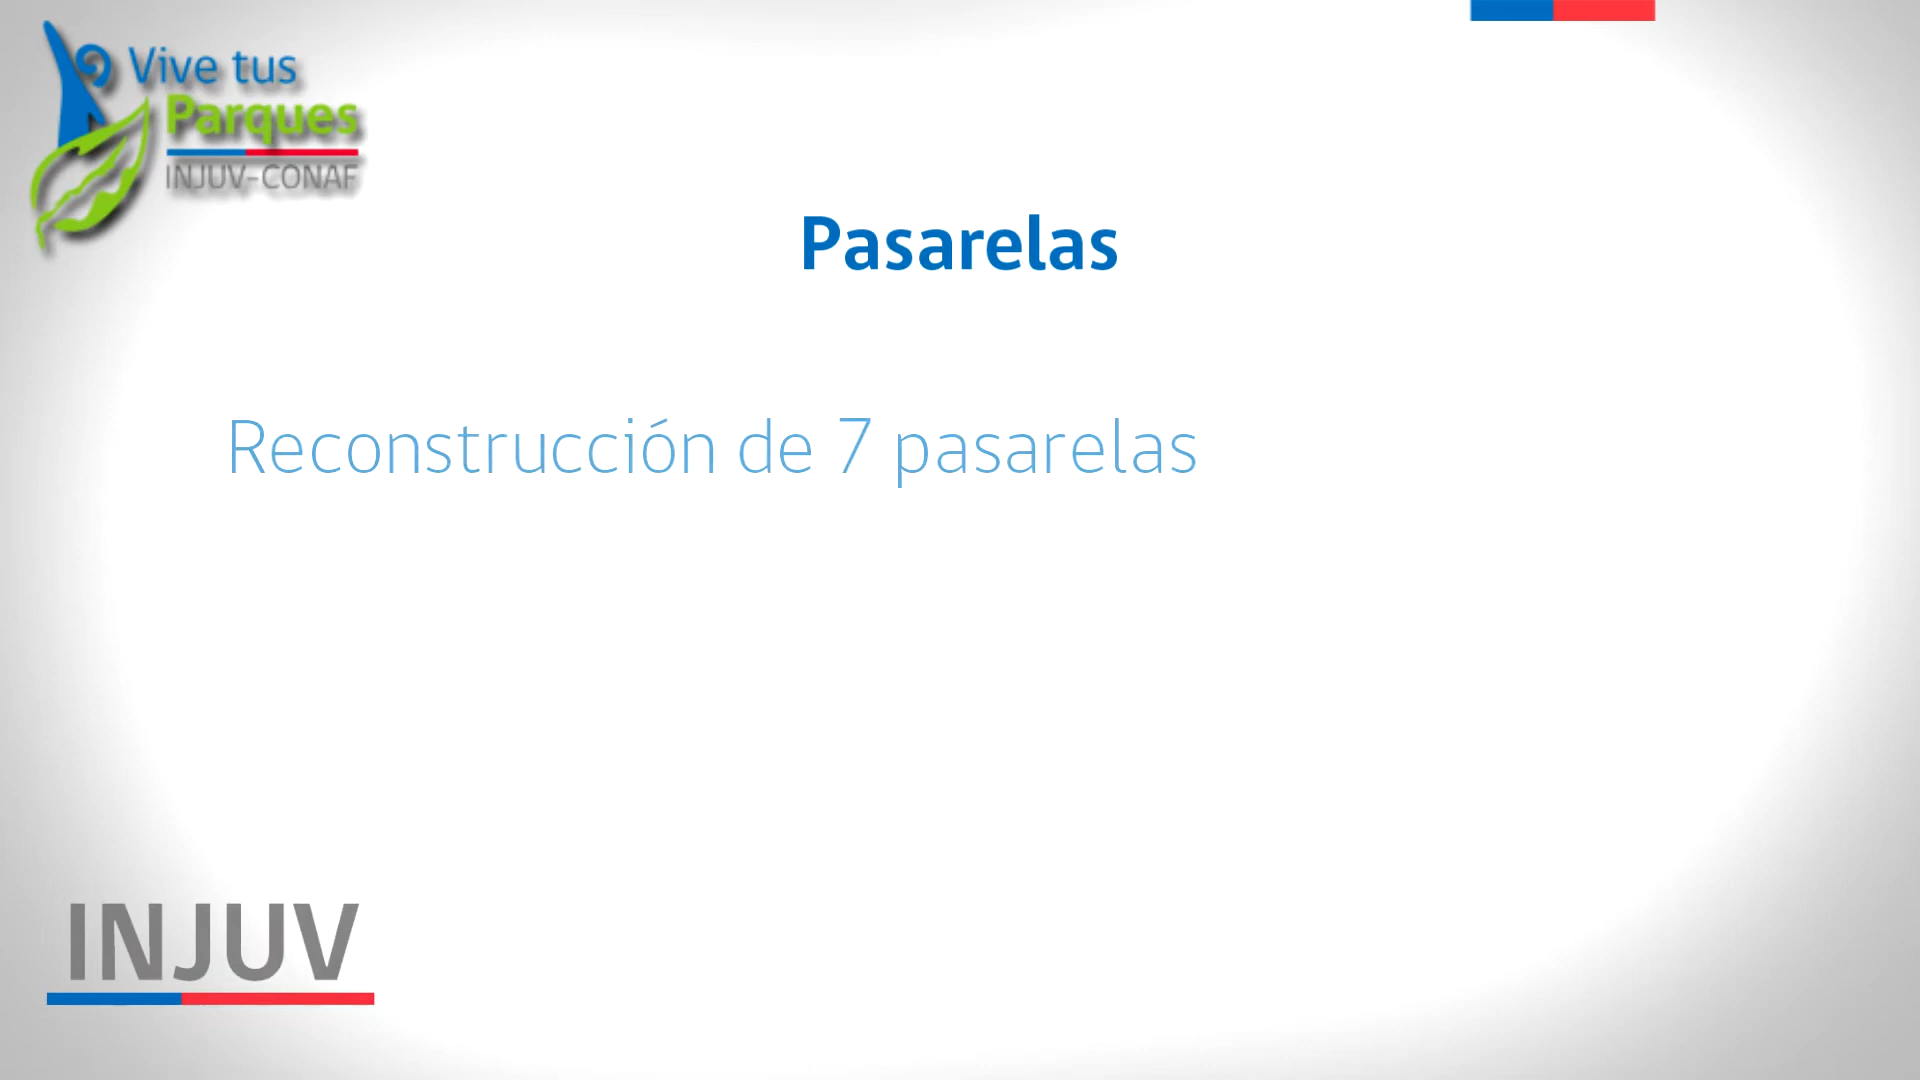 Vive tus
Parques
INJUV-CONAF
Pasarelas
Reconstrucción de 7 pasarelas
INJUV